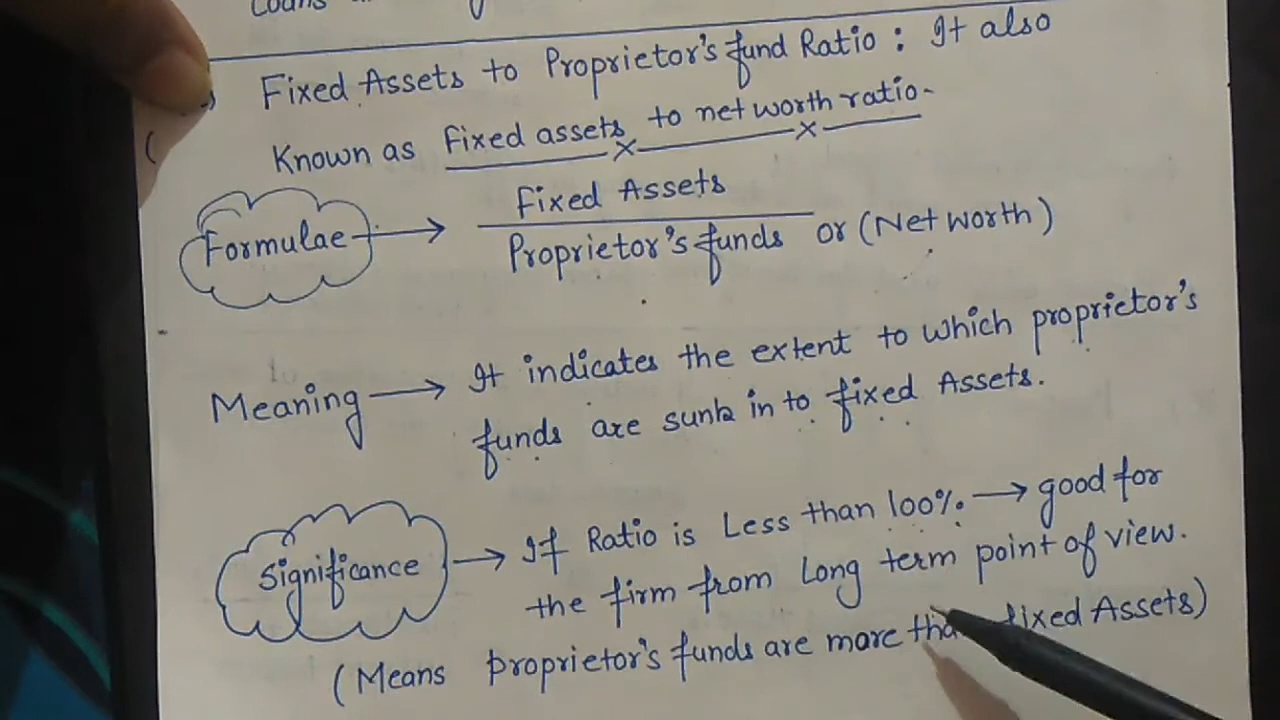 Loans
Fixed Assets to Proprietor's fund Ratio : It also
Known as Fixed assets to net worth ratio-
Formulae → Fixed Assets
Proprietor's funds or (Net worth)
Meaning → It indicates the extent to which proprietor's
funds are sunk in to fixed Assets.
Significance → If Ratio is Less than 100%. → good for
the firm from Long term point of view.
(Means proprietor's funds are more than fixed Assets)